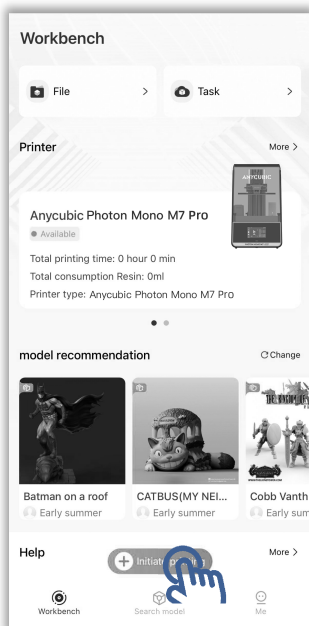 Workbench
File
Task
Printer
More
ANYCUBIC
Anycubic Photon Mono M7 Pro
Available
Total printing time: 0 hour 0 min
Total consumption Resin: 0ml
Printer type: Anycubic Photon Mono M7 Pro
model recommendation
Change
Batman on a roof
CATBUS(MY NEI...
Cobb Vanth
Early summer
Early summer
Early sum
Help
Initiate
More
Workbench
Search model
Me